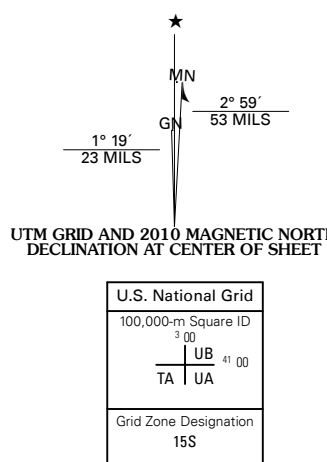 ★
MN
GN
2° 59´
53 MILS
1° 19´
23 MILS
UTM GRID AND 2010 MAGNETIC NORTH
DECLINATION AT CENTER OF SHEET
U.S. National Grid
100,000-m Square ID
3 00
UB 41 00
TA UA
Grid Zone Designation
15S